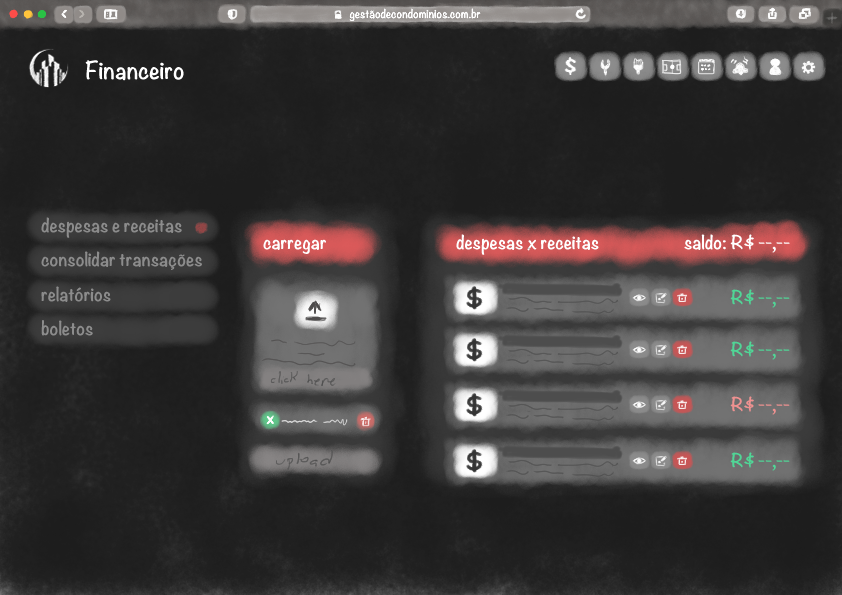 gestãodecondominios.com.br
Financeiro
despesas e receitas
consolidar transações
relatórios
boletos
carregar
click here
X
upload
despesas x receitas
saldo: R$ --,--
$
R$ --,--
$
R$ --,--
$
R$ --,--
$
R$ --,--